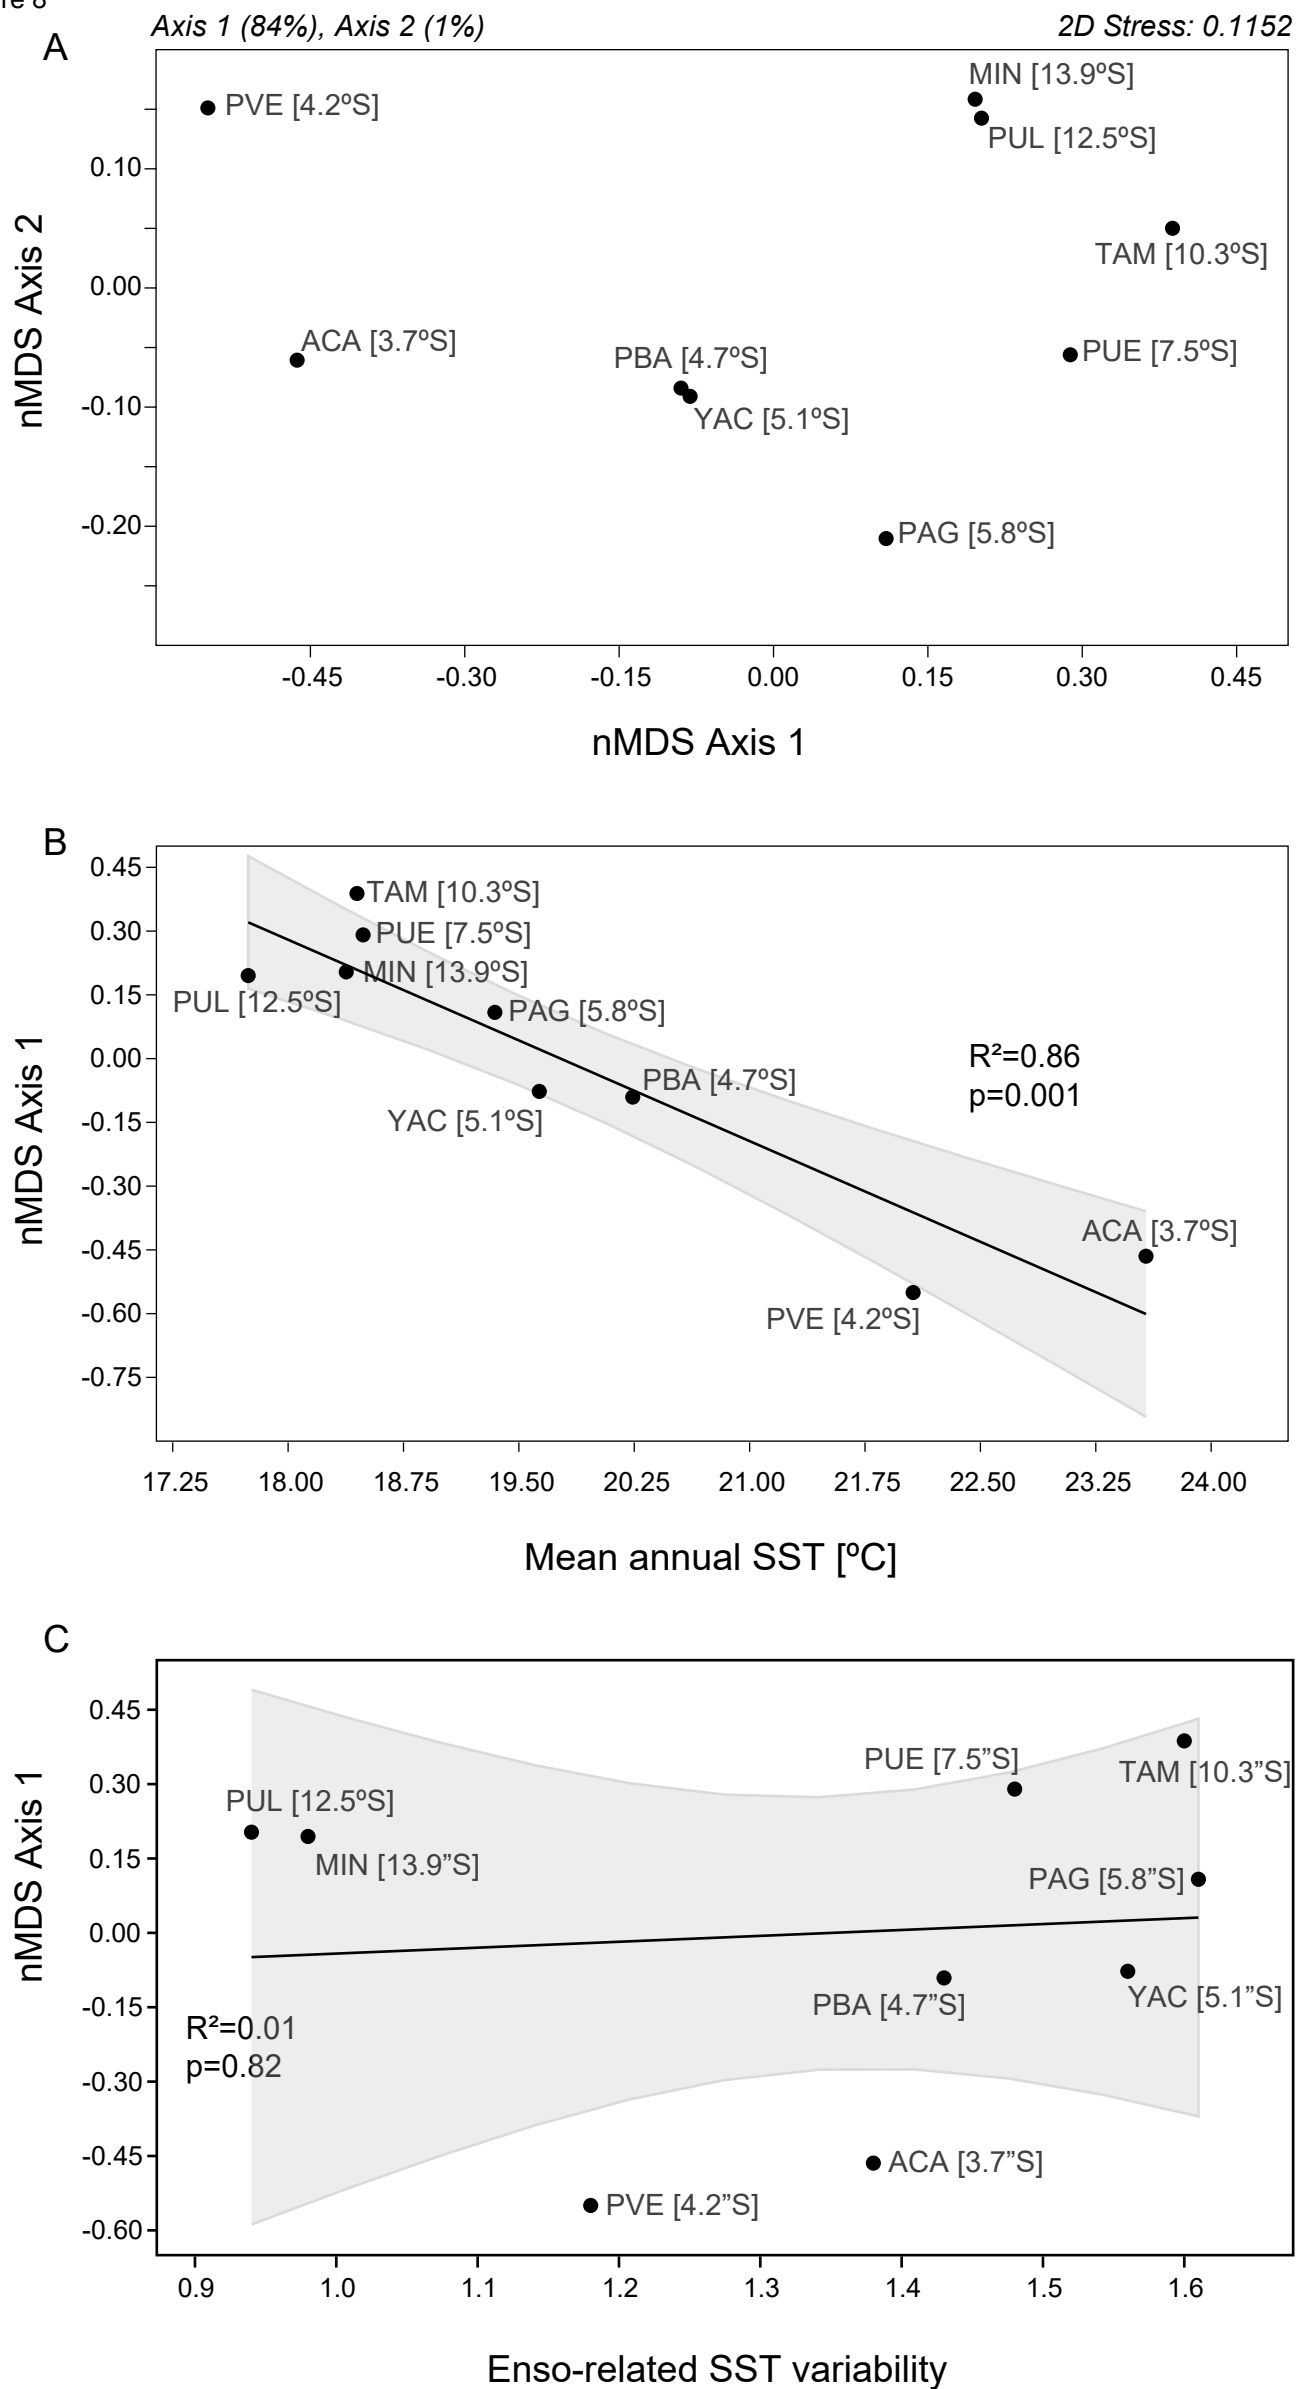 Axis 1 (84%), Axis 2 (1%)
2D Stress: 0.1152
A
MIN [13.9ºS]
PVE [4.2ºS]
PUL [12.5ºS]
0.10
TAM [10.3ºS]
0.00
ACA [3.7ºS]
PBA [4.7ºS]
PUE [7.5ºS]
-0.10
YAC [5.1ºS]
-0.20
PAG [5.8ºS]
nMDS Axis 2
-0.45 -0.30 -0.15 0.00 0.15 0.30 0.45
nMDS Axis 1
B
0.45
TAM [10.3ºS]
0.30
PUE [7.5ºS]
MIN [13.9ºS]
0.15
PUL [12.5ºS]
PAG [5.8ºS]
0.00
R²=0.86
p=0.001
PBA [4.7ºS]
-0.15
YAC [5.1ºS]
-0.30
ACA [3.7ºS]
-0.45
-0.60
PVE [4.2ºS]
-0.75
nMDS Axis 1
17.25 18.00 18.75 19.50 20.25 21.00 21.75 22.50 23.25 24.00
Mean annual SST [ºC]
C
0.45
PUE [7.5”S]
TAM [10.3”S]
0.30
PUL [12.5ºS]
MIN [13.9”S]
0.15
PAG [5.8”S]
0.00
-0.15
PBA [4.7”S]
YAC [5.1”S]
R²=0.01
p=0.82
-0.30
-0.45
ACA [3.7”S]
PVE [4.2”S]
-0.60
nMDS Axis 1
0.9 1.0 1.1 1.2 1.3 1.4 1.5 1.6
Enso-related SST variability